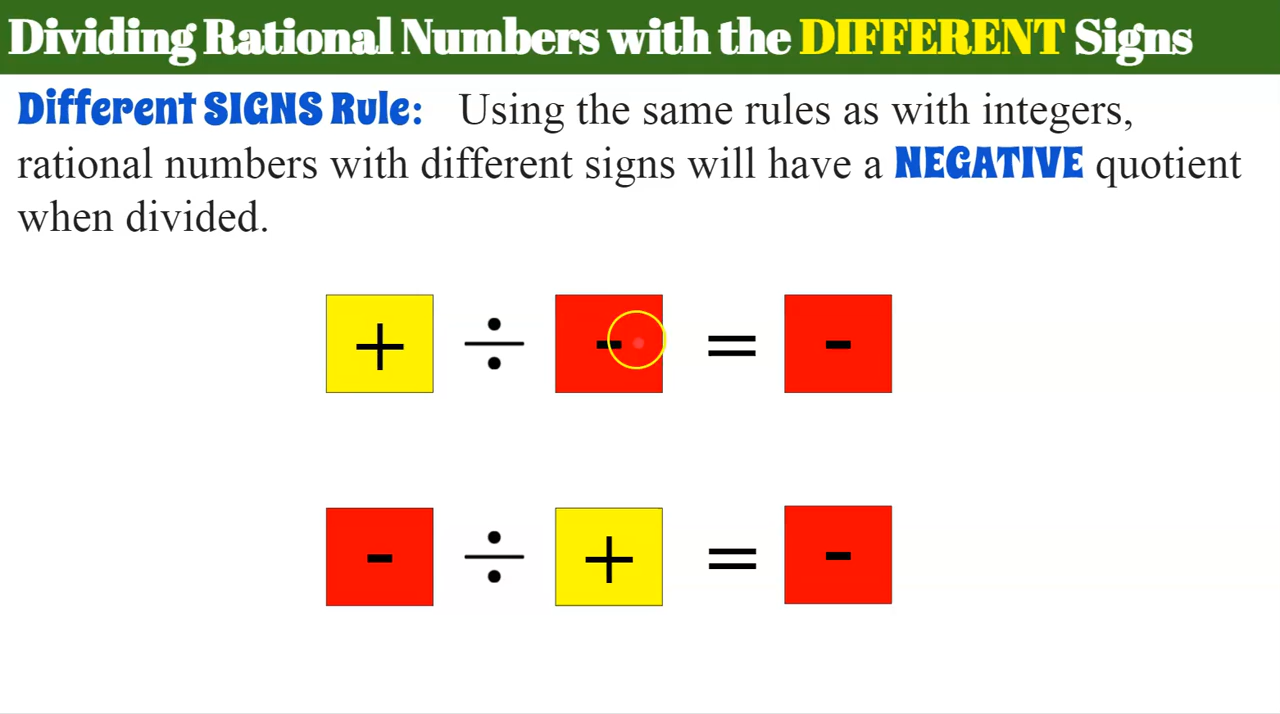 Dividing Rational Numbers with the DIFFERENT Signs
Different SIGNS Rule: Using the same rules as with integers,
rational numbers with different signs will have a NEGATIVE quotient
when divided.
+ ÷ - = -
- ÷ + = -